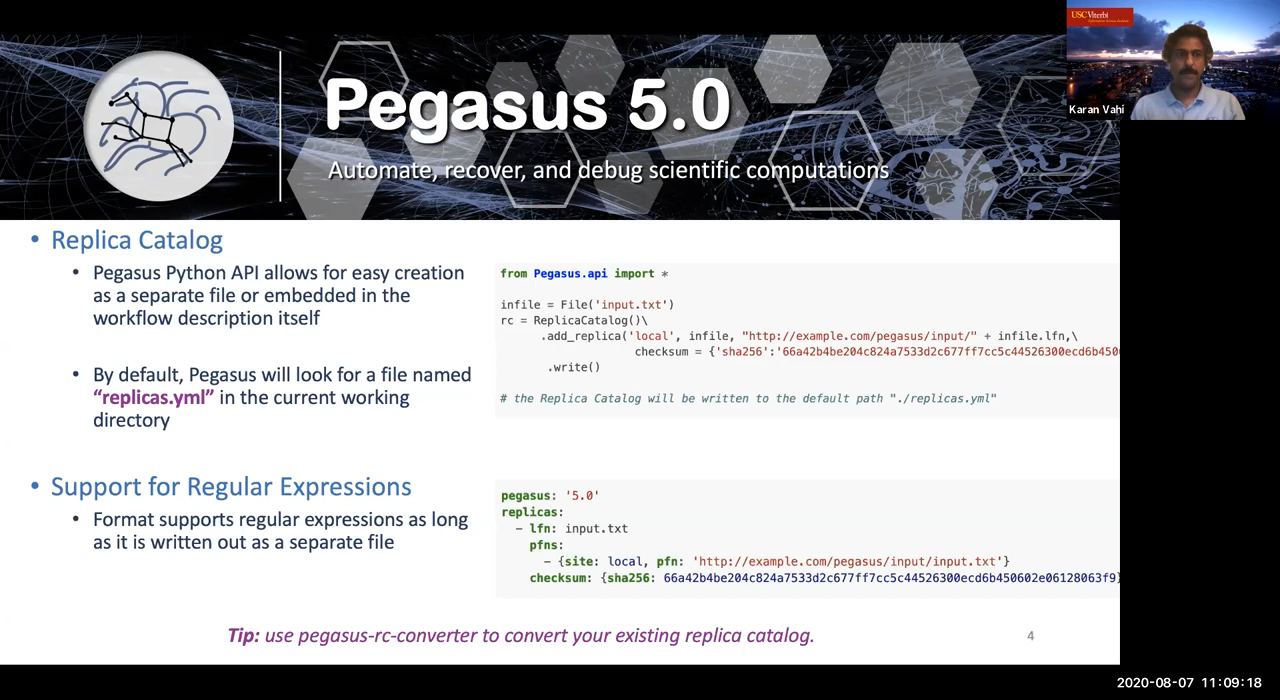 USC Viterbi
Karan Vahi
Pegasus 5.0
Automate, recover, and debug scientific computations
• Replica Catalog
• Pegasus Python API allows for easy creation
as a separate file or embedded in the
workflow description itself
• By default, Pegasus will look for a file named
“replicas.yml” in the current working
directory
from Pegasus.api import *
infile = File('input.txt')
rc = ReplicaCatalog()\
.add_replica('local', infile, "http://example.com/pegasus/input/" + infile.lfn,\
checksum = {'sha256':'66a42b4be204c824a7533d2c677ff7cc5c44526300ecd6b450
.write()
# the Replica Catalog will be written to the default path "./replicas.yml"
• Support for Regular Expressions
• Format supports regular expressions as long
as it is written out as a separate file
pegasus: '5.0'
replicas:
- lfn: input.txt
pfns:
- {site: local, pfn: 'http://example.com/pegasus/input/input.txt'}
checksum: {sha256: 66a42b4be204c824a7533d2c677ff7cc5c44526300ecd6b450602e06128063f9}
Tip: use pegasus-rc-converter to convert your existing replica catalog.
4
2020-08-07 11:09:18